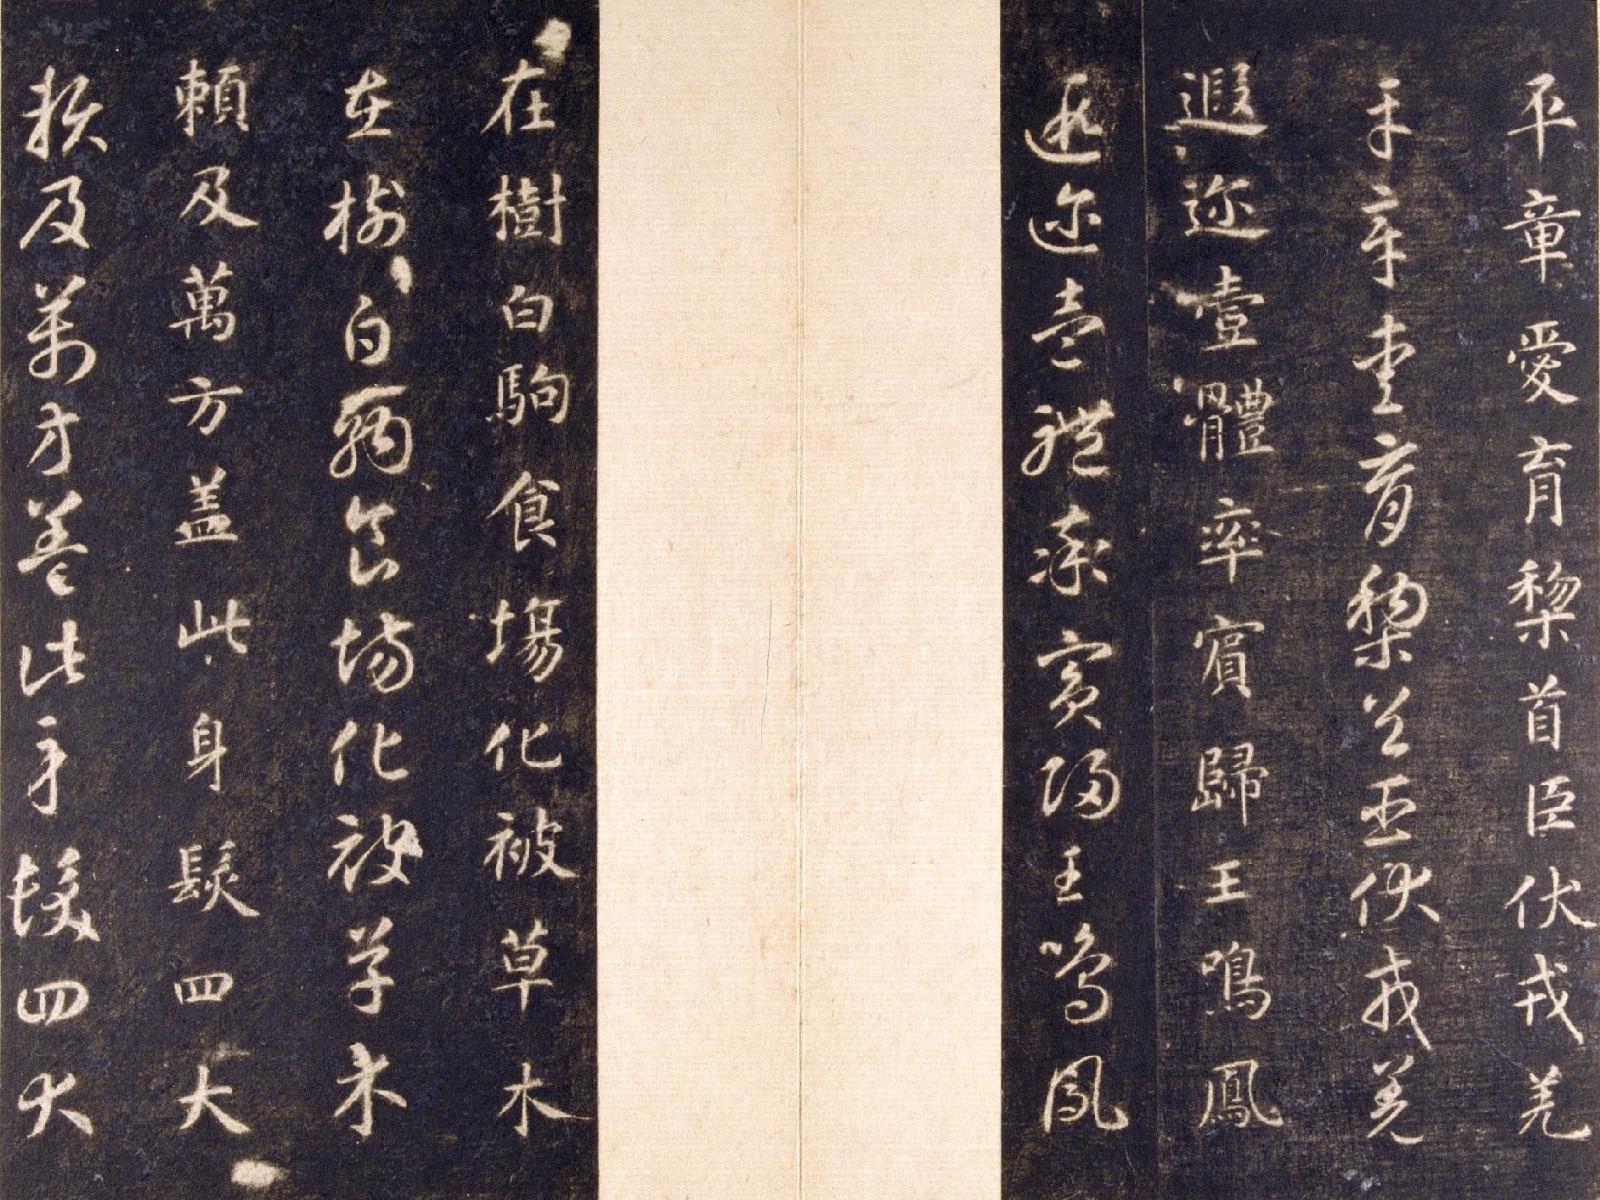 平章愛育黎首臣伏戎羌
平章愛育黎首臣伏戎羌
遐迩壹體率賓歸王鳴鳳
遐迩壹體率賓歸王鳴鳳
在樹白駒食場化被草木
在樹白駒食場化被草木
賴及萬方盖此身髮四大
賴及萬方盖此身髮四大